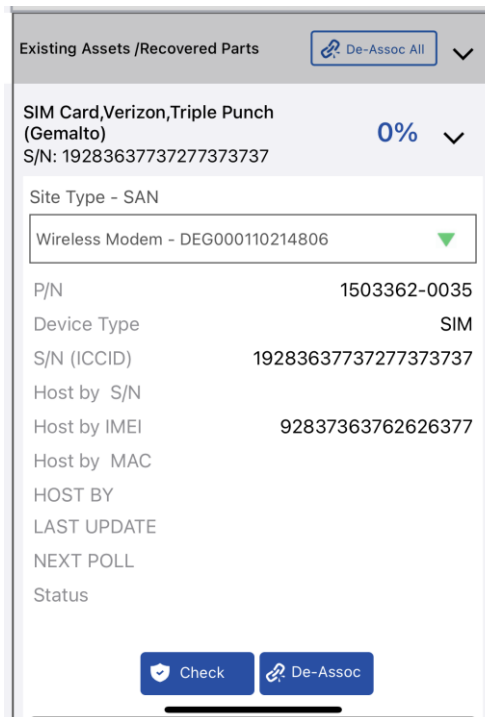 Existing Assets /Recovered Parts De-Assoc All
SIM Card,Verizon,Triple Punch
(Gemalto)
0%
S/N: 19283637737277373737
Site Type - SAN
Wireless Modem - DEG000110214806
P/N 1503362-0035
Device Type SIM
S/N (ICCID) 19283637737277373737
Host by S/N
Host by IMEI 92837363762626377
Host by MAC
HOST BY
LAST UPDATE
NEXT POLL
Status
Check De-Assoc